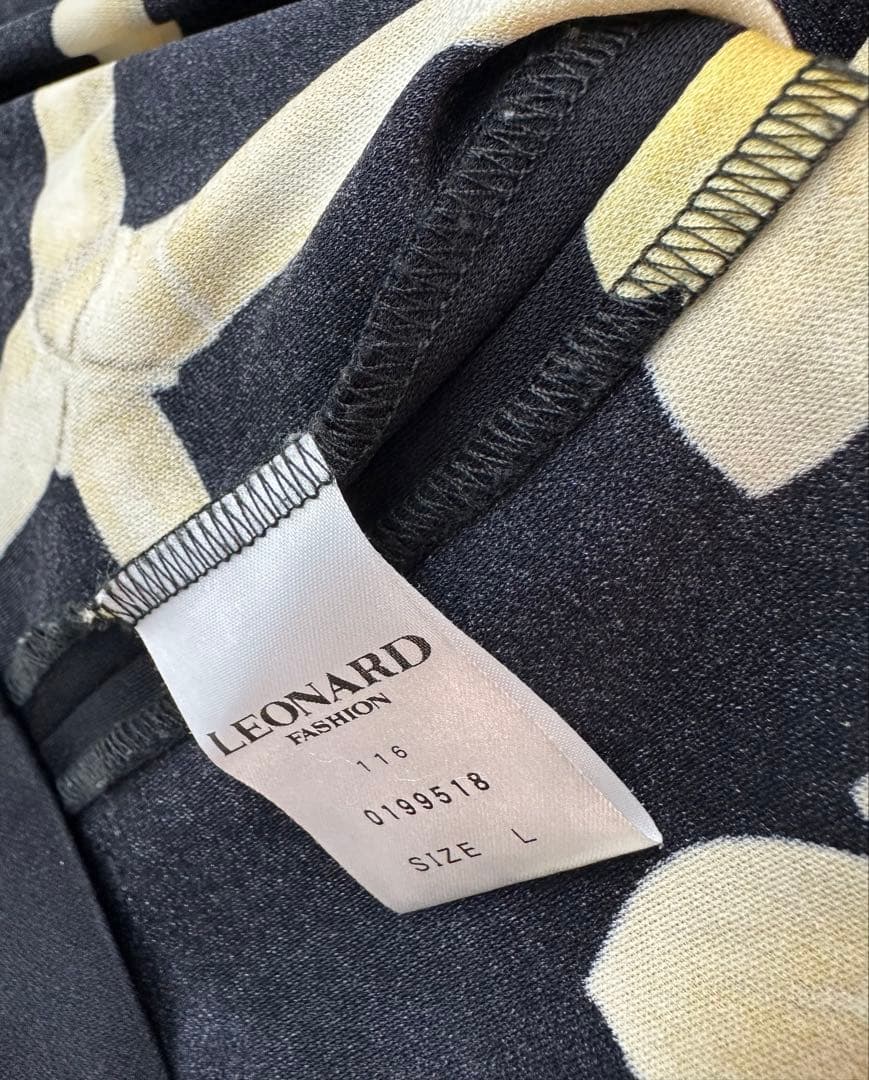 LEONARD
FASHION
116
0199518
SIZE L